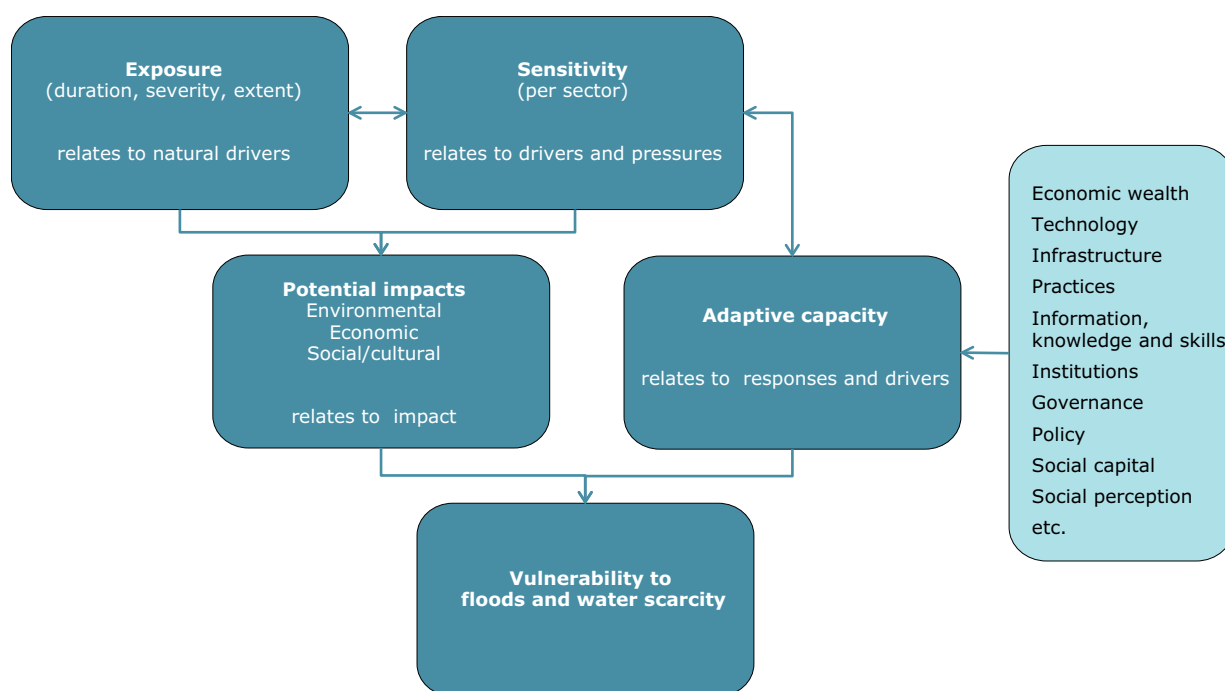 Exposure
(duration, severity, extent)
relates to natural drivers
Sensitivity
(per sector)
relates to drivers and pressures
Potential impacts
Environmental
Economic
Social/cultural
relates to  impact
Adaptive capacity
relates to  responses and drivers
Economic wealth
Technology
Infrastructure
Practices
Information,
knowledge and skills
Institutions
Governance
Policy
Social capital
Social perception
etc.
Vulnerability to
floods and water scarcity